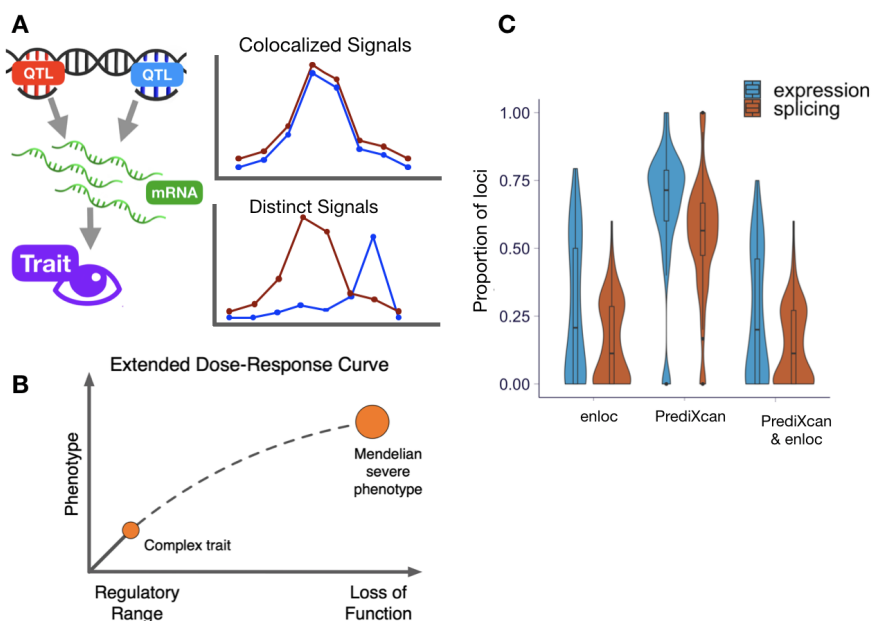 A
QTL
QTL
mRNA
Trait
Colocalized Signals
Distinct Signals
B
Extended Dose-Response Curve
Phenotype
Mendelian
severe
phenotype
Complex trait
Regulatory
Range
Loss of
Function
C
expression
splicing
Proportion of loci
1.00
0.75
0.50
0.25
0.00
enloc
PrediXcan
PrediXcan
& enloc